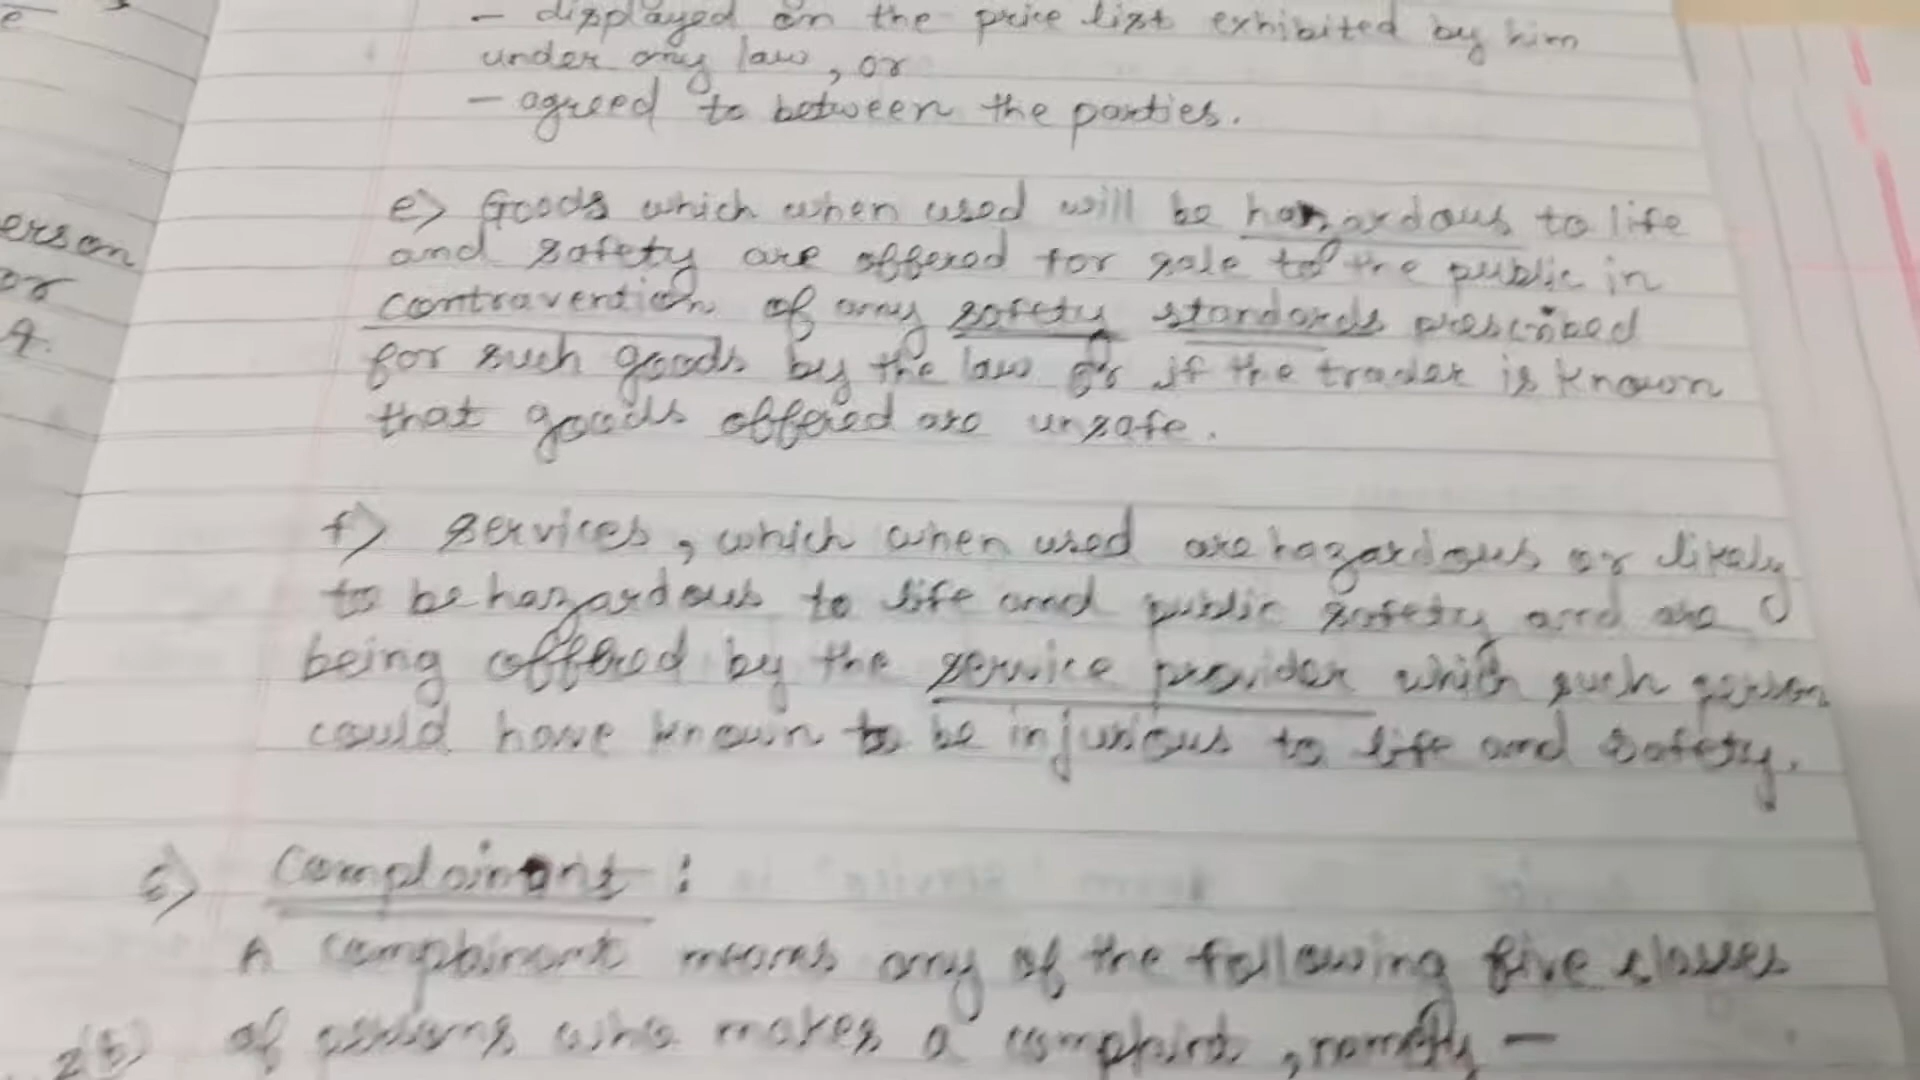 - displayed on the price list exhibited by him
under any law, or
- agreed to between the parties.
e) Goods which when used will be hazardous to life
and safety are offered for sale to the public in
contravention of any safety standards prescribed
for such goods by the law or if the trader is known
that goods offered are unsafe.
f) Services, which when used are hazardous or likely
to be hazardous to life and public safety and are
being offered by the service provider which such person
could have known to be injurious to life and safety.
c) Complainant :
A complainant means any of the following five classes
of persons who makes a complaint, namely -
erson
or
2(b)